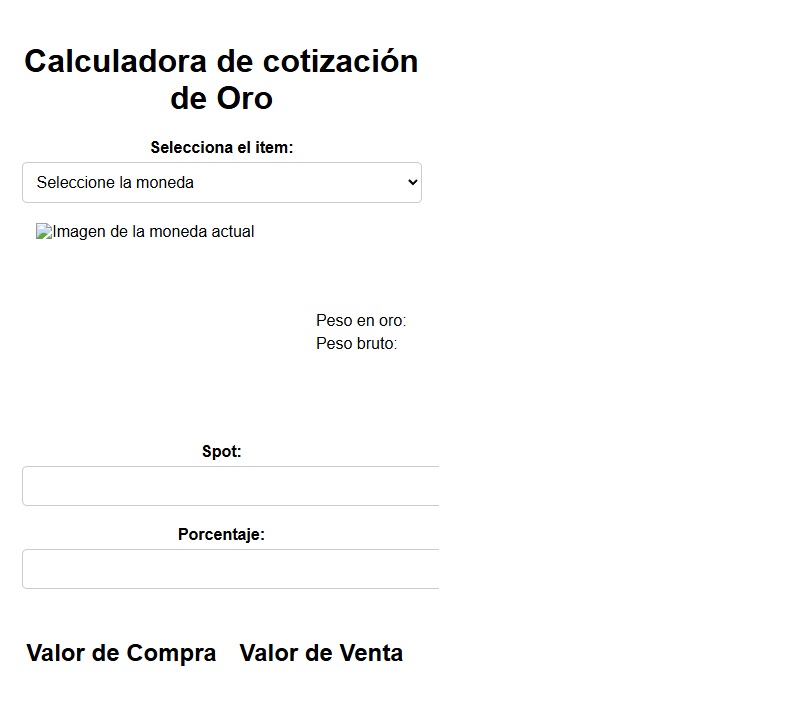 Calculadora de cotización
de Oro
Selecciona el item:
Seleccione la moneda
Imagen de la moneda actual
Peso en oro:
Peso bruto:
Spot:
Porcentaje:
Valor de Compra Valor de Venta